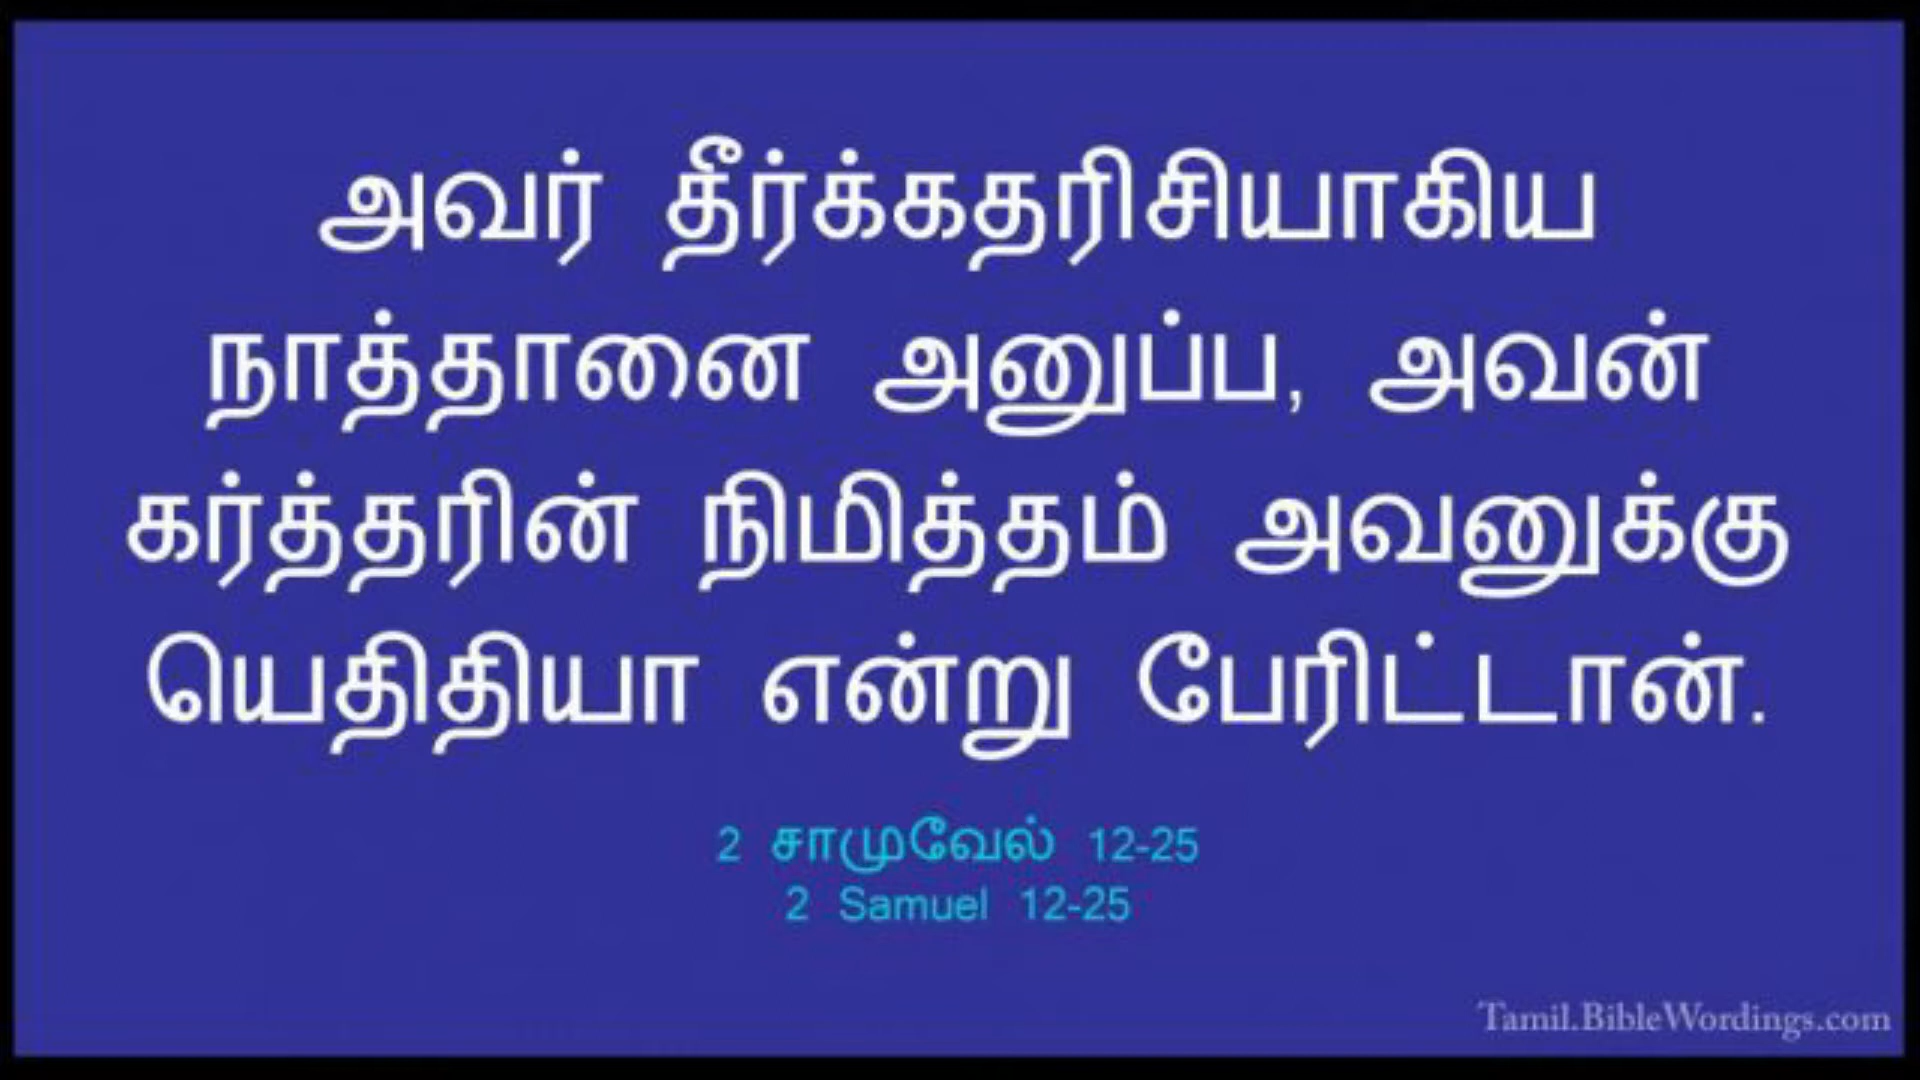 அவர் தீர்க்கதரிசியாகிய
நாத்தானை அனுப்ப, அவன்
கர்த்தரின் நிமித்தம் அவனுக்கு
யெதிதியா என்று பேரிட்டான்.
2 சாமுவேல் 12-25
2 Samuel 12-25
Tamil.BibleWordings.com